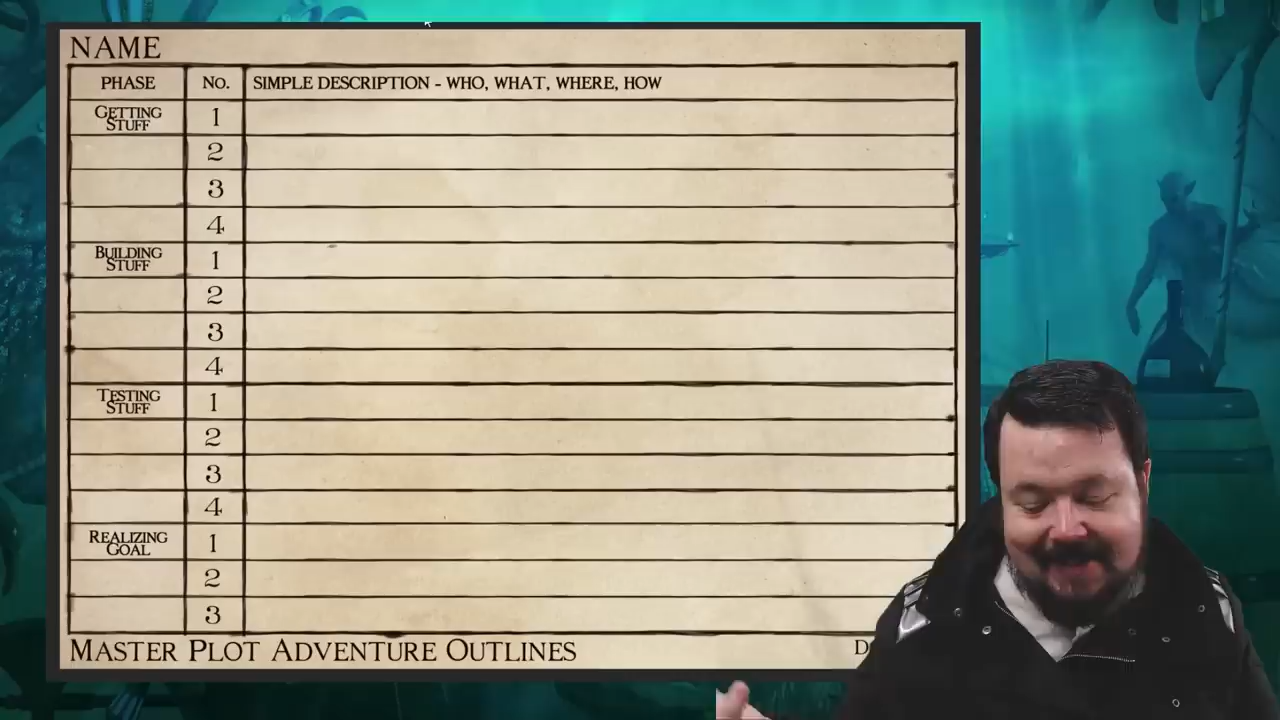 NAME
PHASE No. SIMPLE DESCRIPTION - WHO, WHAT, WHERE, HOW
GETTING STUFF 1
2
3
4
BUILDING STUFF 1
2
3
4
TESTING STUFF 1
2
3
4
REALIZING GOAL 1
2
3
MASTER PLOT ADVENTURE OUTLINES